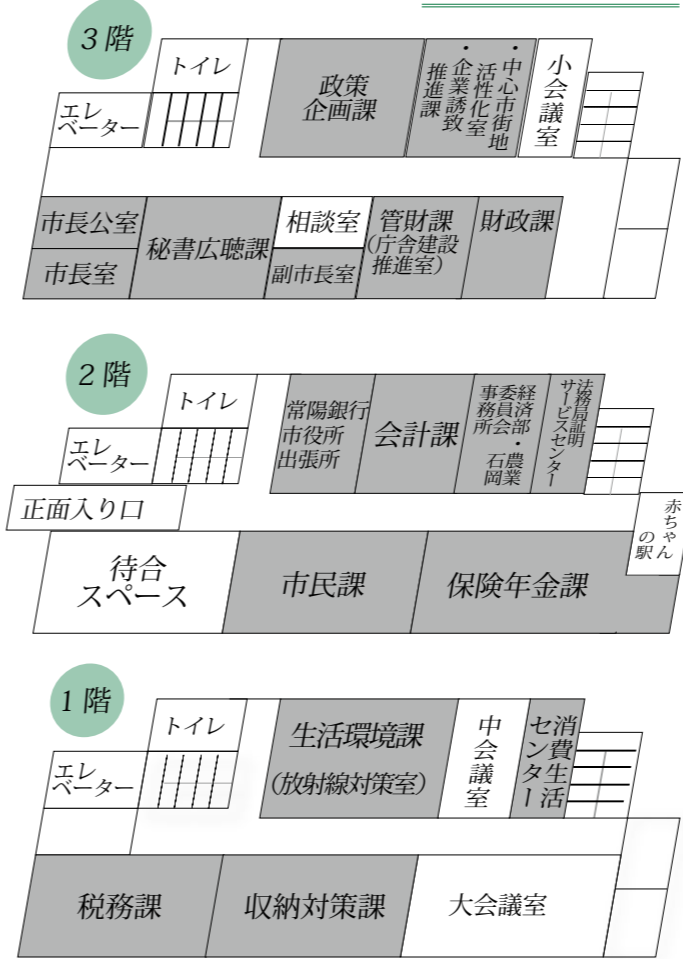 3階
トイレ
エレ
ベーター
政策
企画課
・中心市街地
活性化室
・企業誘致
推進課
小会議室
市長公室
市長室
秘書広聴課
相談室
副市長室
管財課
(庁舎建設
推進室)
財政課
2階
トイレ
エレ
ベーター
正面入り口
常陽銀行
市役所
出張所
会計課
経済部・農業
委員会 石岡
事務所
法務局証明
サービスセンター
赤ちゃん
の駅
待合
スペース
市民課
保険年金課
1階
トイレ
エレ
ベーター
生活環境課
(放射線対策室)
中会議室
消費生活
センター
税務課
収納対策課
大会議室